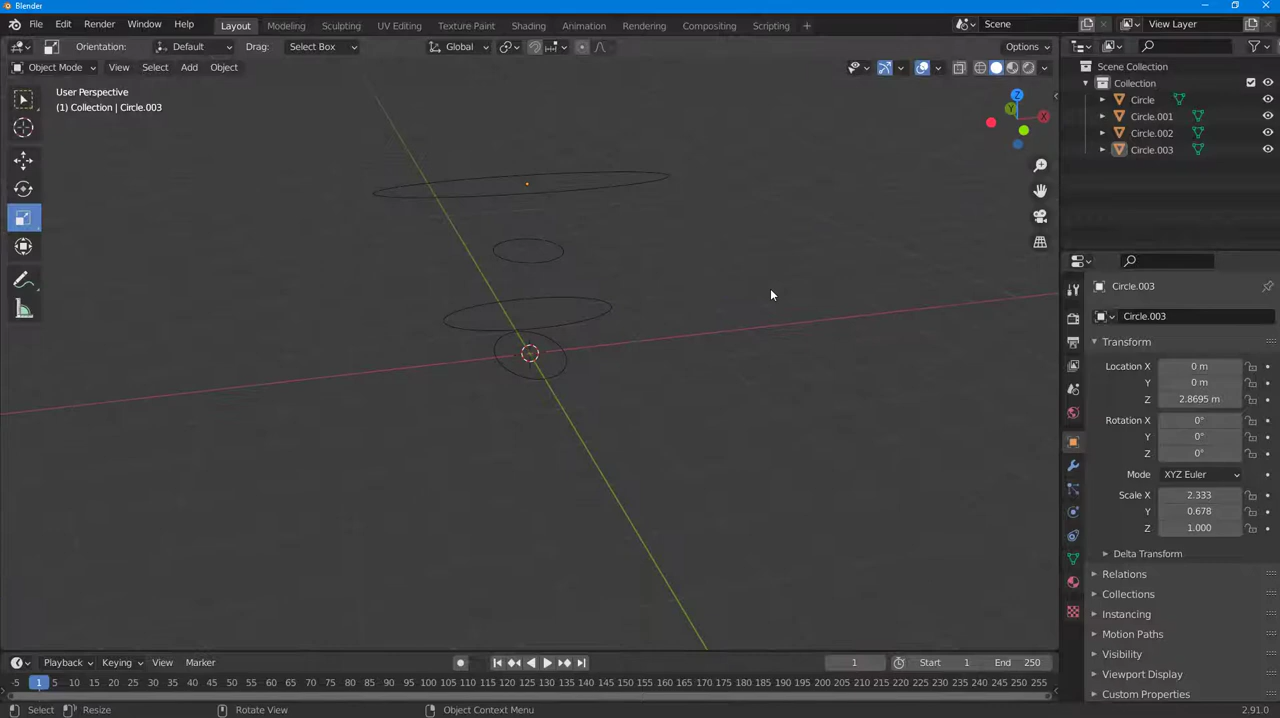 Blender
File Edit Render Window Help Layout Modeling Sculpting UV Editing Texture Paint Shading Animation Rendering Compositing Scripting + Scene View Layer
Orientation: Default Drag: Select Box Global Options
Object Mode View Select Add Object
User Perspective
(1) Collection | Circle.003
Z
Y
X
Scene Collection
Collection
Circle
Circle.001
Circle.002
Circle.003
Circle.003
Circle.003
Transform
Location X 0 m
Y 0 m
Z 2.8695 m
Rotation X 0°
Y 0°
Z 0°
Mode XYZ Euler
Scale X 2.333
Y 0.678
Z 1.000
Delta Transform
Relations
Collections
Instancing
Motion Paths
Visibility
Viewport Display
Custom Properties
Playback Keying View Marker 1 Start 1 End 250
-5 1 5 10 15 20 25 30 35 40 45 50 55 60 65 70 75 80 85 90 95 100 105 110 115 120 125 130 135 140 145 150 155 160 165 170 175 180 185 190 195 200 205 210 215 220 225 230 235 240 245 250 255
Select Resize Rotate View Object Context Menu 2.91.0